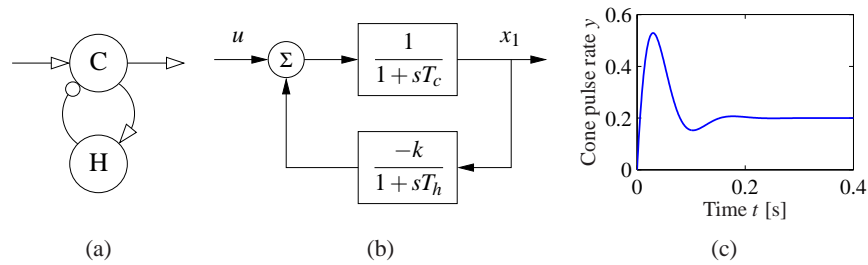 C
H
(a)
u
Σ
1
1 + sT_c
x_1
−k
1 + sT_h
(b)
Cone pulse rate y
0.6
0.4
0.2
0
0
0.2
0.4
Time t [s]
(c)